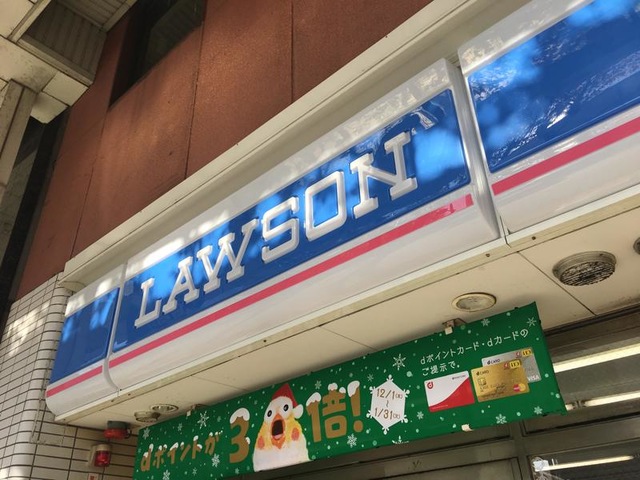 LAWSON
dポイントカード・dカードの
ご提示で、
dポイントが3倍!
12/1
~
1/31